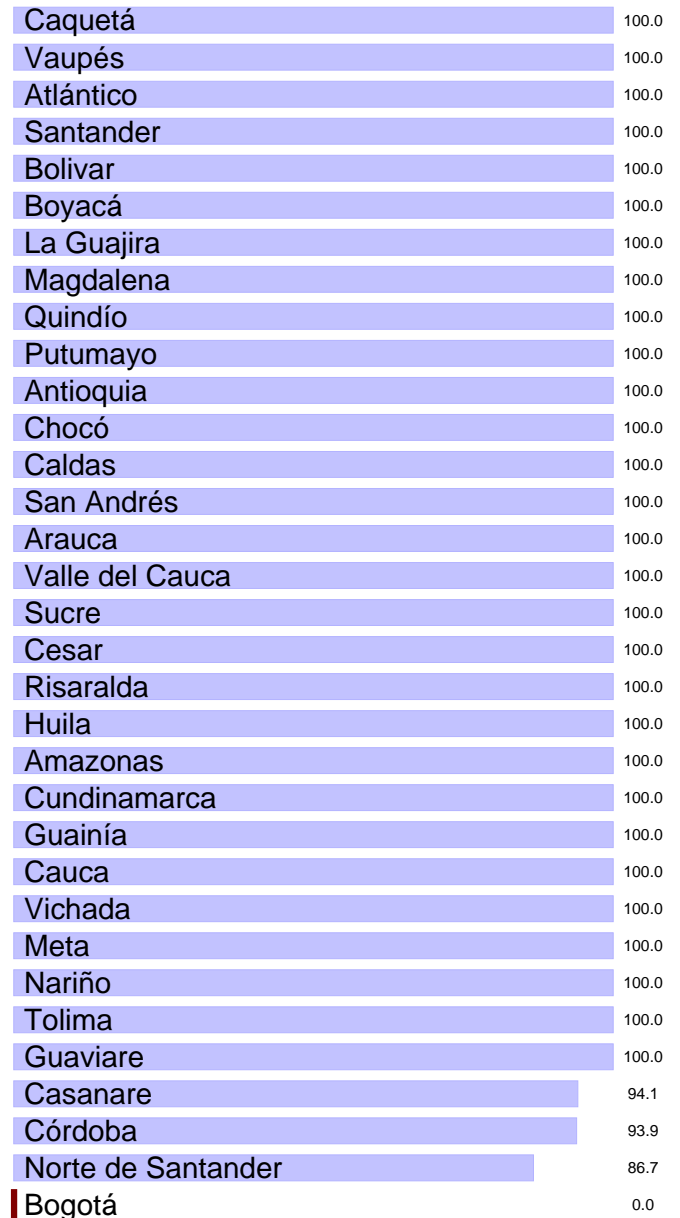 Caquetá 100.0
Vaupés 100.0
Atlántico 100.0
Santander 100.0
Bolivar 100.0
Boyacá 100.0
La Guajira 100.0
Magdalena 100.0
Quindío 100.0
Putumayo 100.0
Antioquia 100.0
Chocó 100.0
Caldas 100.0
San Andrés 100.0
Arauca 100.0
Valle del Cauca 100.0
Sucre 100.0
Cesar 100.0
Risaralda 100.0
Huila 100.0
Amazonas 100.0
Cundinamarca 100.0
Guainía 100.0
Cauca 100.0
Vichada 100.0
Meta 100.0
Nariño 100.0
Tolima 100.0
Guaviare 100.0
Casanare 94.1
Córdoba 93.9
Norte de Santander 86.7
Bogotá 0.0